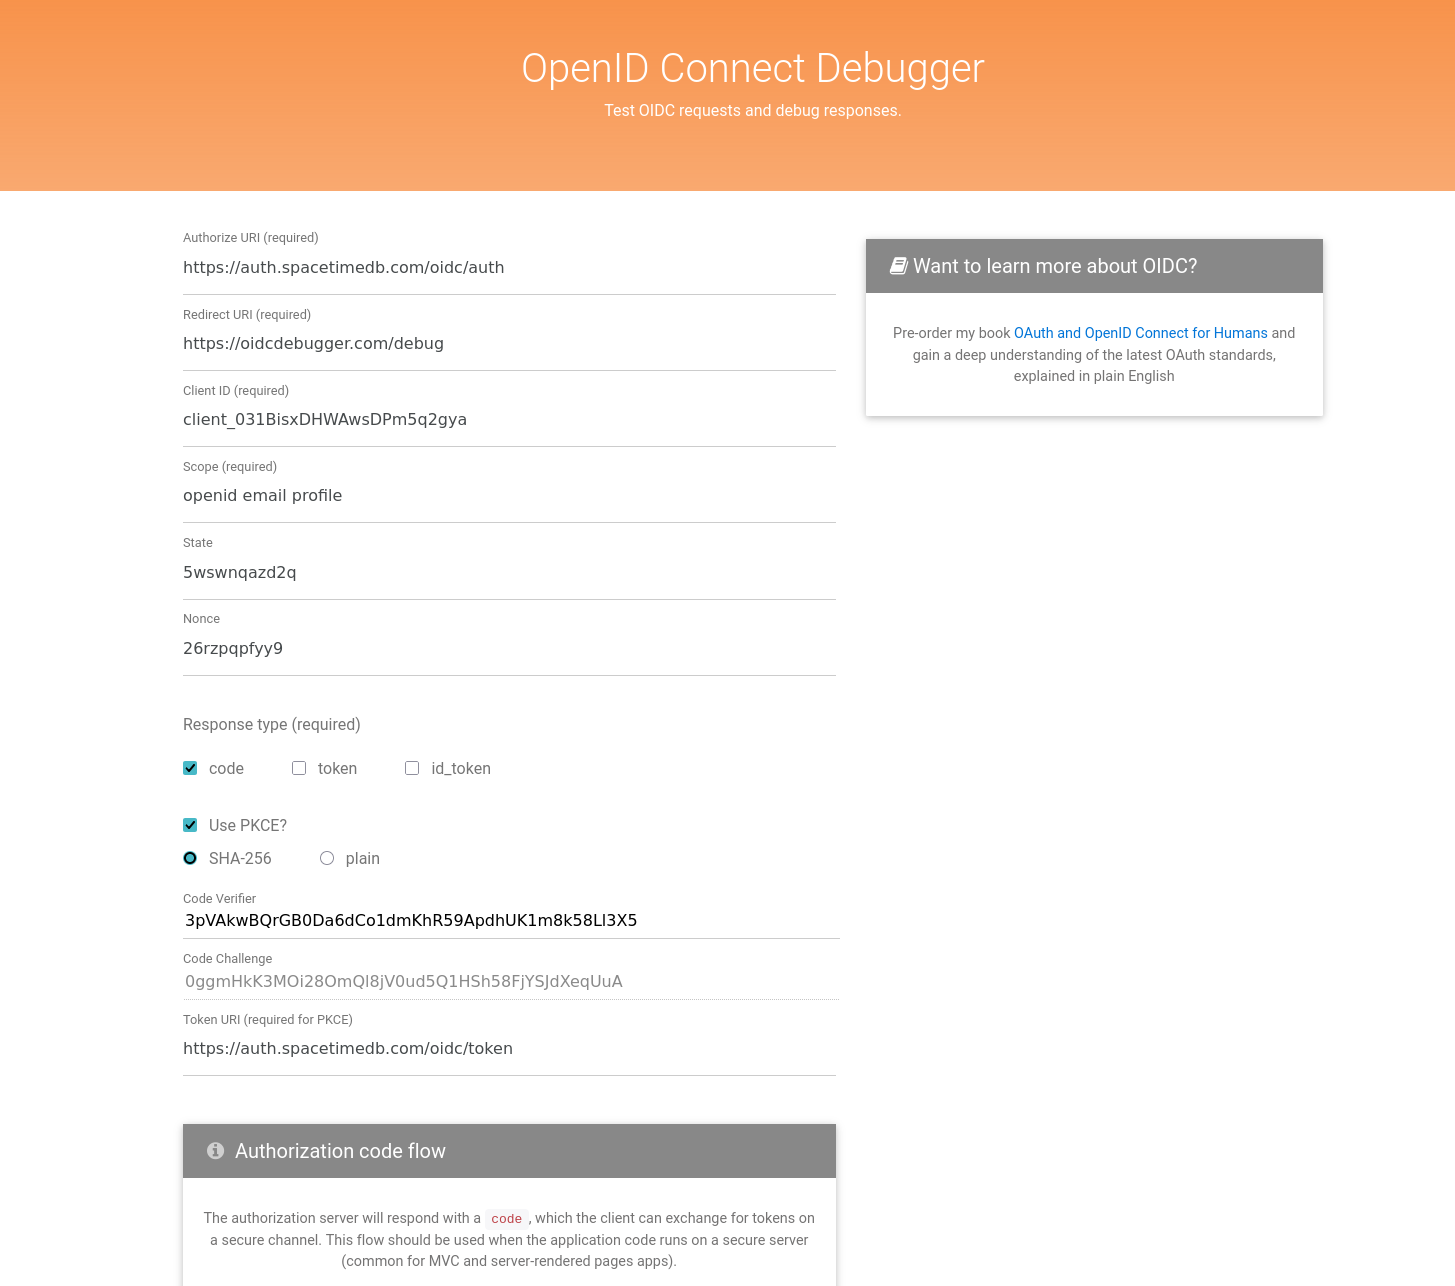 OpenID Connect Debugger
Test OIDC requests and debug responses.
Authorize URI (required)
https://auth.spacetimedb.com/oidc/auth
Redirect URI (required)
https://oidcdebugger.com/debug
Client ID (required)
client_031BisxDHWAwsDPm5q2gya
Scope (required)
openid email profile
State
5wswnqazd2q
Nonce
26rzpqpfyy9
Response type (required)
code token id_token
Use PKCE?
SHA-256 plain
Code Verifier
3pVAkwBQrGB0Da6dCo1dmKhR59ApdhUK1m8k58Ll3X5
Code Challenge
0ggmHkK3MOi28OmQI8jV0ud5Q1HSh58FjYSJdXeqUuA
Token URI (required for PKCE)
https://auth.spacetimedb.com/oidc/token
Authorization code flow
The authorization server will respond with a code, which the client can exchange for tokens on
a secure channel. This flow should be used when the application code runs on a secure server
(common for MVC and server-rendered pages apps).
Want to learn more about OIDC?
Pre-order my book OAuth and OpenID Connect for Humans and
gain a deep understanding of the latest OAuth standards,
explained in plain English